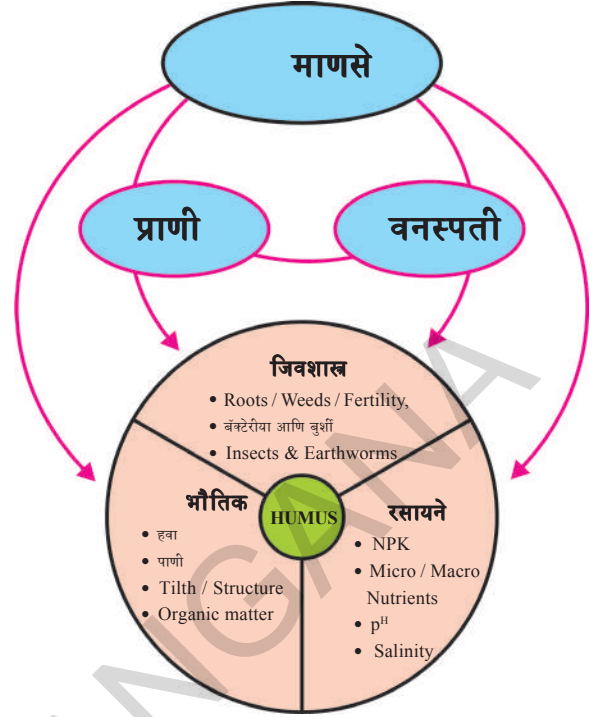 माणसे
प्राणी
वनस्पती
जिवशास्त्र
• Roots / Weeds / Fertility,
• बॅक्टेरीया आणि बुर्शी
• Insects & Earthworms
भौतिक
• हवा
• पाणी
• Tilth / Structure
• Organic matter
HUMUS
रसायने
• NPK
• Micro / Macro
Nutrients
• pᴴ
• Salinity
NGANA